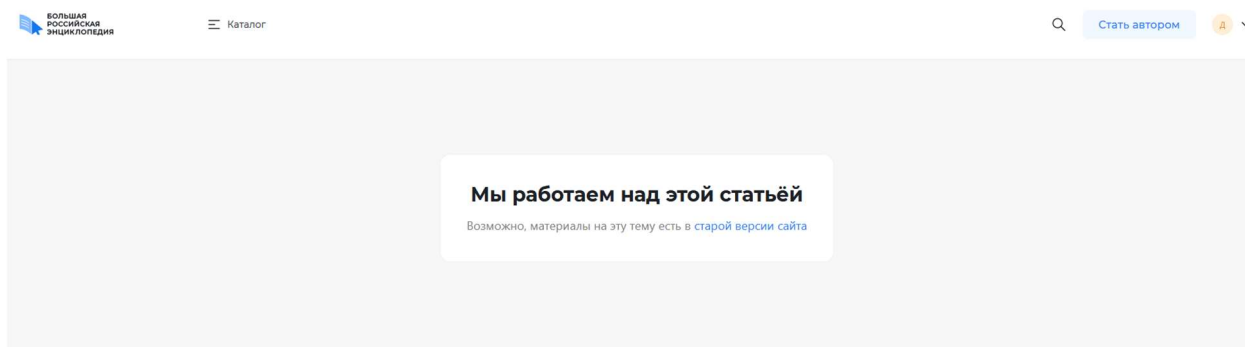 БОЛЬШАЯ
РОССИЙСКАЯ
ЭНЦИКЛОПЕДИЯ
Каталог
Стать автором
Д
Мы работаем над этой статьёй
Возможно, материалы на эту тему есть в старой версии сайта